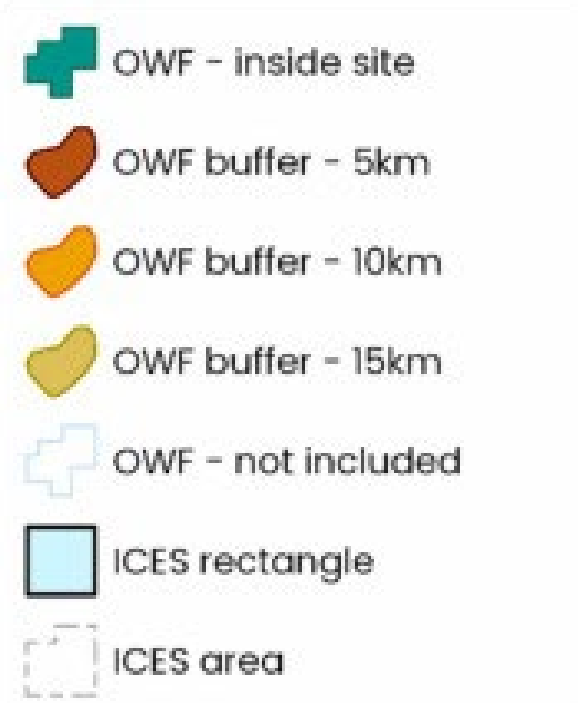 OWF - inside site
OWF buffer - 5km
OWF buffer - 10km
OWF buffer - 15km
OWF - not included
ICES rectangle
ICES area